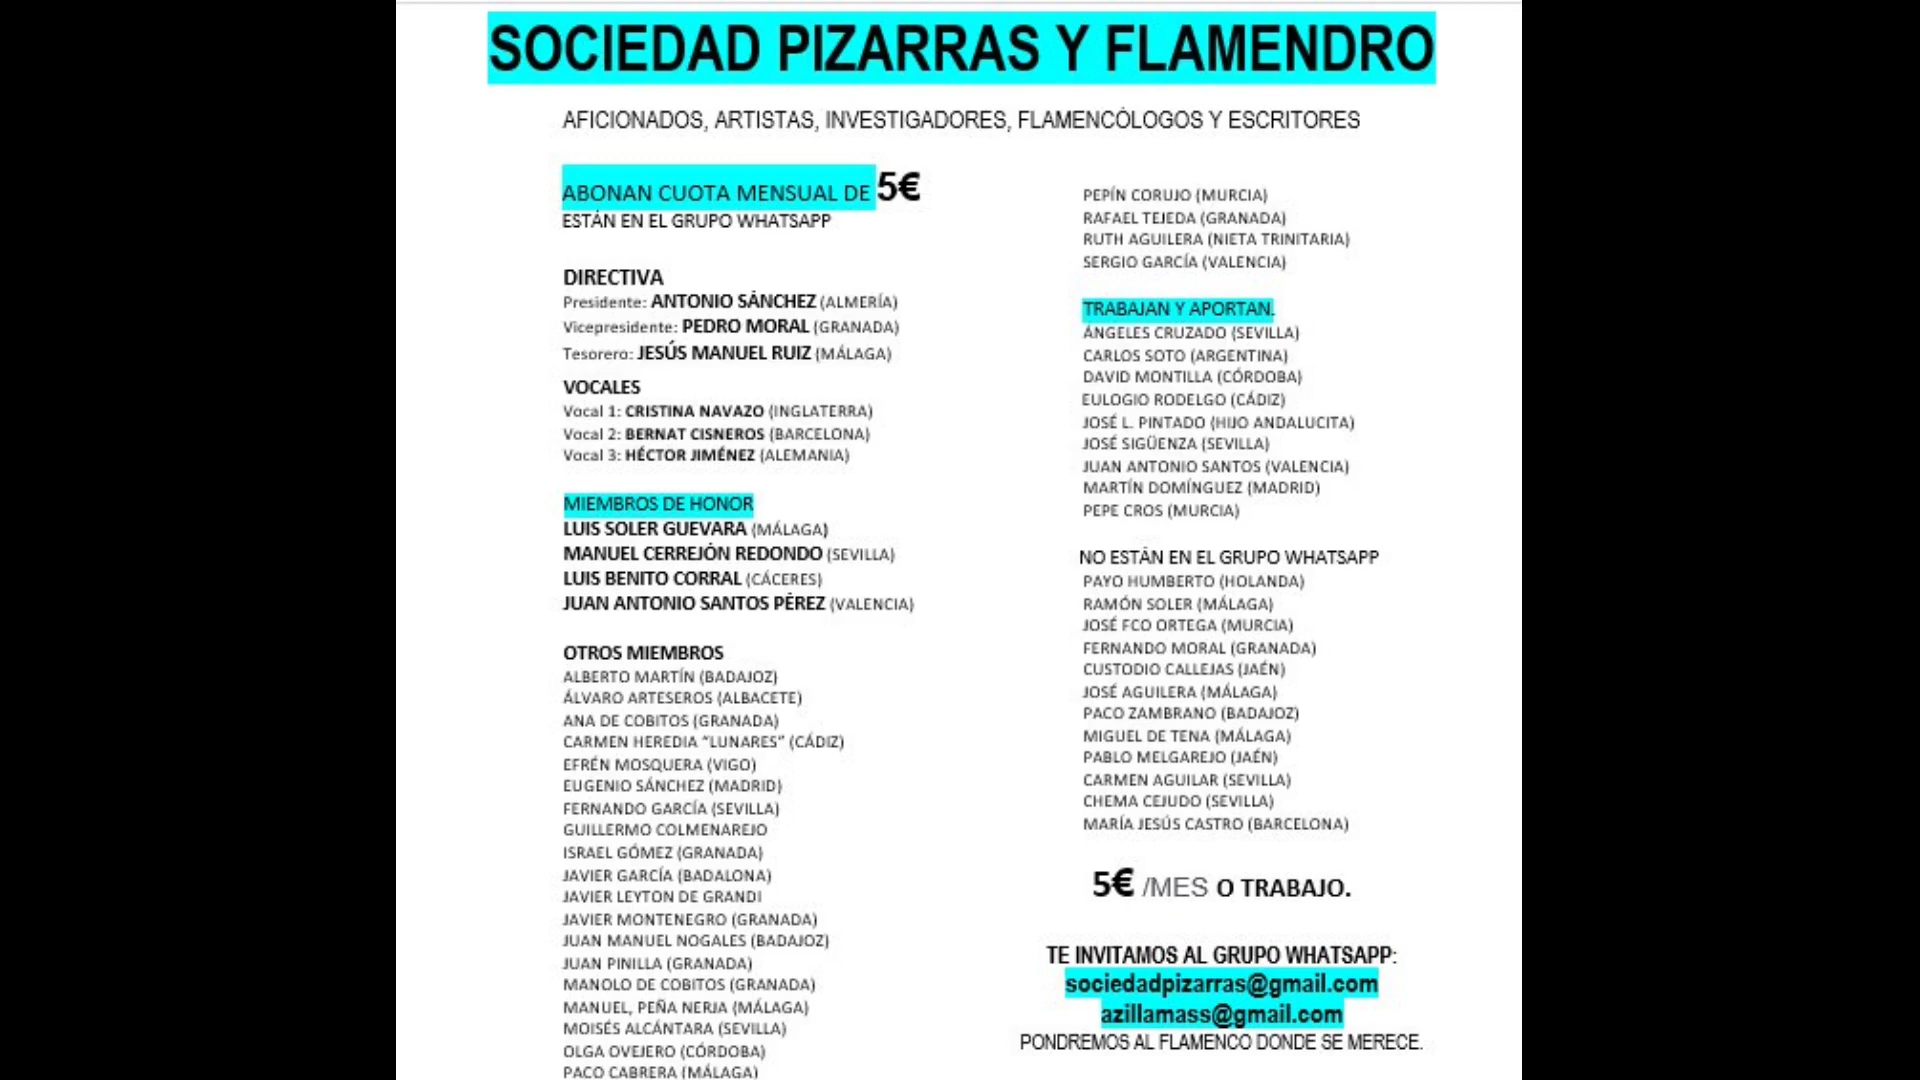 SOCIEDAD PIZARRAS Y FLAMENDRO
AFICIONADOS, ARTISTAS, INVESTIGADORES, FLAMENCÓLOGOS Y ESCRITORES
ABONAN CUOTA MENSUAL DE 5€
ESTÁN EN EL GRUPO WHATSAPP
DIRECTIVA
Presidente: ANTONIO SÁNCHEZ (ALMERÍA)
Vicepresidente: PEDRO MORAL (GRANADA)
Tesorero: JESÚS MANUEL RUIZ (MÁLAGA)
VOCALES
Vocal 1: CRISTINA NAVAZO (INGLATERRA)
Vocal 2: BERNAT CISNEROS (BARCELONA)
Vocal 3: HÉCTOR JIMÉNEZ (ALEMANIA)
MIEMBROS DE HONOR
LUIS SOLER GUEVARA (MÁLAGA)
MANUEL CERREJÓN REDONDO (SEVILLA)
LUIS BENITO CORRAL (CÁCERES)
JUAN ANTONIO SANTOS PÉREZ (VALENCIA)
OTROS MIEMBROS
ALBERTO MARTÍN (BADAJOZ)
ÁLVARO ARTESEROS (ALBACETE)
ANA DE COBITOS (GRANADA)
CARMEN HEREDIA “LUNARES” (CÁDIZ)
EFRÉN MOSQUERA (VIGO)
EUGENIO SÁNCHEZ (MADRID)
FERNANDO GARCÍA (SEVILLA)
GUILLERMO COLMENAREJO
ISRAEL GÓMEZ (GRANADA)
JAVIER GARCÍA (BADALONA)
JAVIER LEYTON DE GRANDI
JAVIER MONTENEGRO (GRANADA)
JUAN MANUEL NOGALES (BADAJOZ)
JUAN PINILLA (GRANADA)
MANOLO DE COBITOS (GRANADA)
MANUEL, PEÑA NERJA (MÁLAGA)
MOISÉS ALCÁNTARA (SEVILLA)
OLGA OVEJERO (CÓRDOBA)
PACO CABRERA (MÁLAGA)
PEPÍN CORUJO (MURCIA)
RAFAEL TEJEDA (GRANADA)
RUTH AGUILERA (NIETA TRINITARIA)
SERGIO GARCÍA (VALENCIA)
TRABAJAN Y APORTAN.
ÁNGELES CRUZADO (SEVILLA)
CARLOS SOTO (ARGENTINA)
DAVID MONTILLA (CÓRDOBA)
EULOGIO RODELGO (CÁDIZ)
JOSÉ L. PINTADO (HIJO ANDALUCITA)
JOSÉ SIGÜENZA (SEVILLA)
JUAN ANTONIO SANTOS (VALENCIA)
MARTÍN DOMÍNGUEZ (MADRID)
PEPE CROS (MURCIA)
NO ESTÁN EN EL GRUPO WHATSAPP
PAYO HUMBERTO (HOLANDA)
RAMÓN SOLER (MÁLAGA)
JOSÉ FCO ORTEGA (MURCIA)
FERNANDO MORAL (GRANADA)
CUSTODIO CALLEJAS (JAÉN)
JOSÉ AGUILERA (MÁLAGA)
PACO ZAMBRANO (BADAJOZ)
MIGUEL DE TENA (MÁLAGA)
PABLO MELGAREJO (JAÉN)
CARMEN AGUILAR (SEVILLA)
CHEMA CEJUDO (SEVILLA)
MARÍA JESÚS CASTRO (BARCELONA)
5€ /MES O TRABAJO.
TE INVITAMOS AL GRUPO WHATSAPP:
sociedadpizarras@gmail.com
azillamass@gmail.com
PONDREMOS AL FLAMENCO DONDE SE MERECE.